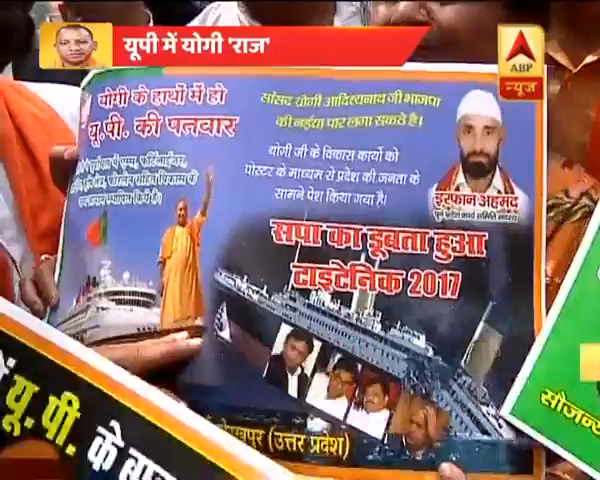 यूपी में योगी 'राज'
ABP
न्यूज़
योगी के हाथों में हो
यू.पी. की पतवार
सांसद योगी आदित्यनाथ जी भाजपा
की नईया पार लगा सकते है।
योगी जी के विकास कार्यो को
पोस्टर के माध्यम से प्रदेश की जनता के
सामने पेश किया गया है।
इरफान अहमद
सपा का डूबता हुआ
टाइटेनिक 2017
(उत्तर प्रदेश)
यू.पी. के बा
सौजन्य